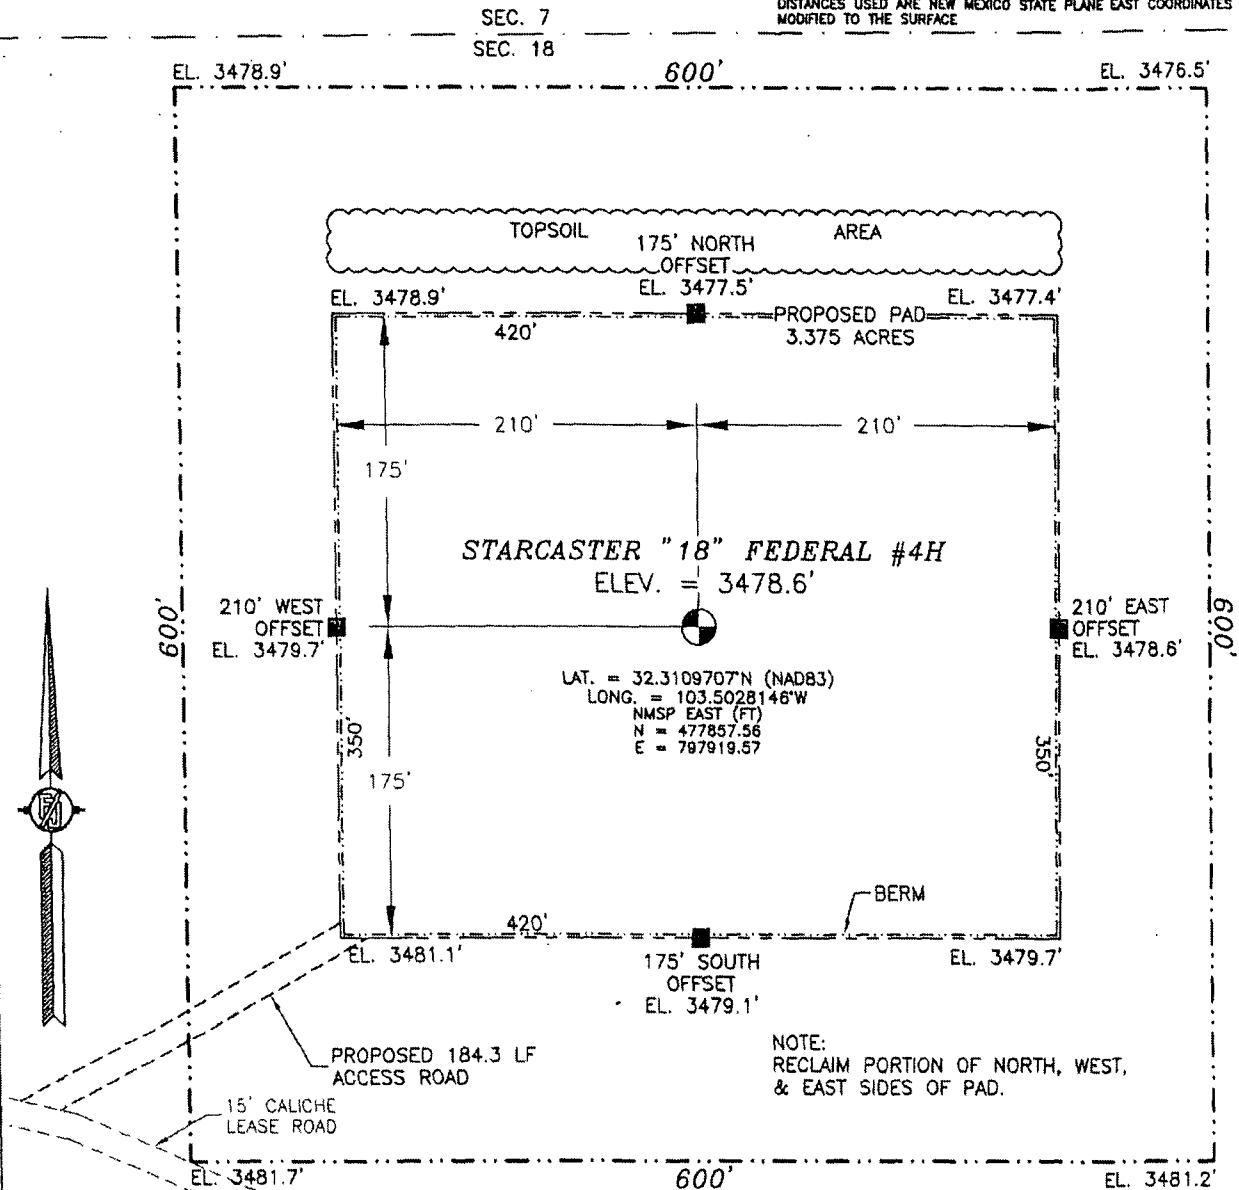 DISTANCES USED ARE NEW MEXICO STATE PLANE EAST COORDINATES
MODIFIED TO THE SURFACE
SEC. 7
SEC. 18
EL. 3478.9'
600'
EL. 3476.5'
TOPSOIL AREA
175' NORTH
OFFSET
EL. 3477.5'
EL. 3478.9'
EL. 3477.4'
420'
PROPOSED PAD
3.375 ACRES
210'
210'
175'
STARCASTER "18" FEDERAL #4H
ELEV. = 3478.6'
600'
210' WEST
OFFSET
EL. 3479.7'
210' EAST
OFFSET
EL. 3478.6'
600'
LAT. = 32.3109707°N (NAD83)
LONG. = 103.5028146°W
NMSP EAST (FT)
N = 477857.56
E = 797919.57
350'
350'
175'
BERM
420'
EL. 3481.1'
175' SOUTH
OFFSET
EL. 3479.1'
EL. 3479.7'
NOTE:
RECLAIM PORTION OF NORTH, WEST,
& EAST SIDES OF PAD.
PROPOSED 184.3 LF
ACCESS ROAD
15' CALICHE
LEASE ROAD
EL. 3481.7'
600'
EL. 3481.2'